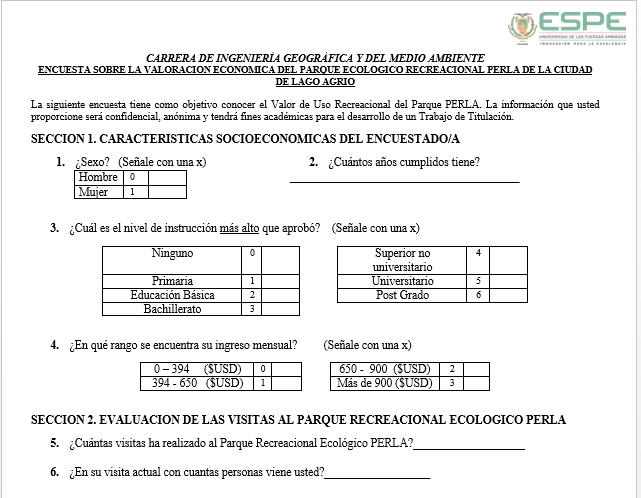 ESPE
UNIVERSIDAD DE LAS FUERZAS ARMADAS
INNOVACIÓN PARA LA EXCELENCIA
CARRERA DE INGENIERÍA GEOGRÁFICA Y DEL MEDIO AMBIENTE
ENCUESTA SOBRE LA VALORACION ECONOMICA DEL PARQUE ECOLOGICO RECREACIONAL PERLA DE LA CIUDAD
DE LAGO AGRIO
La siguiente encuesta tiene como objetivo conocer el Valor de Uso Recreacional del Parque PERLA. La información que usted
proporcione será confidencial, anónima y tendrá fines académicas para el desarrollo de un Trabajo de Titulación.
SECCION 1. CARACTERISTICAS SOCIOECONOMICAS DEL ENCUESTADO/A
1. ¿Sexo? (Señale con una x)
Hombre 0
Mujer 1
2. ¿Cuántos años cumplidos tiene?
3. ¿Cuál es el nivel de instrucción más alto que aprobó? (Señale con una x)
Ninguno 0
Primaria 1
Educación Básica 2
Bachillerato 3
Superior no
universitario 4
Universitario 5
Post Grado 6
4. ¿En qué rango se encuentra su ingreso mensual? (Señale con una x)
0 – 394 ($USD) 0
394 - 650 ($USD) 1
650 - 900 ($USD) 2
Más de 900 ($USD) 3
SECCION 2. EVALUACION DE LAS VISITAS AL PARQUE RECREACIONAL ECOLOGICO PERLA
5. ¿Cuántas visitas ha realizado al Parque Recreacional Ecológico PERLA?
6. ¿En su visita actual con cuantas personas viene usted?